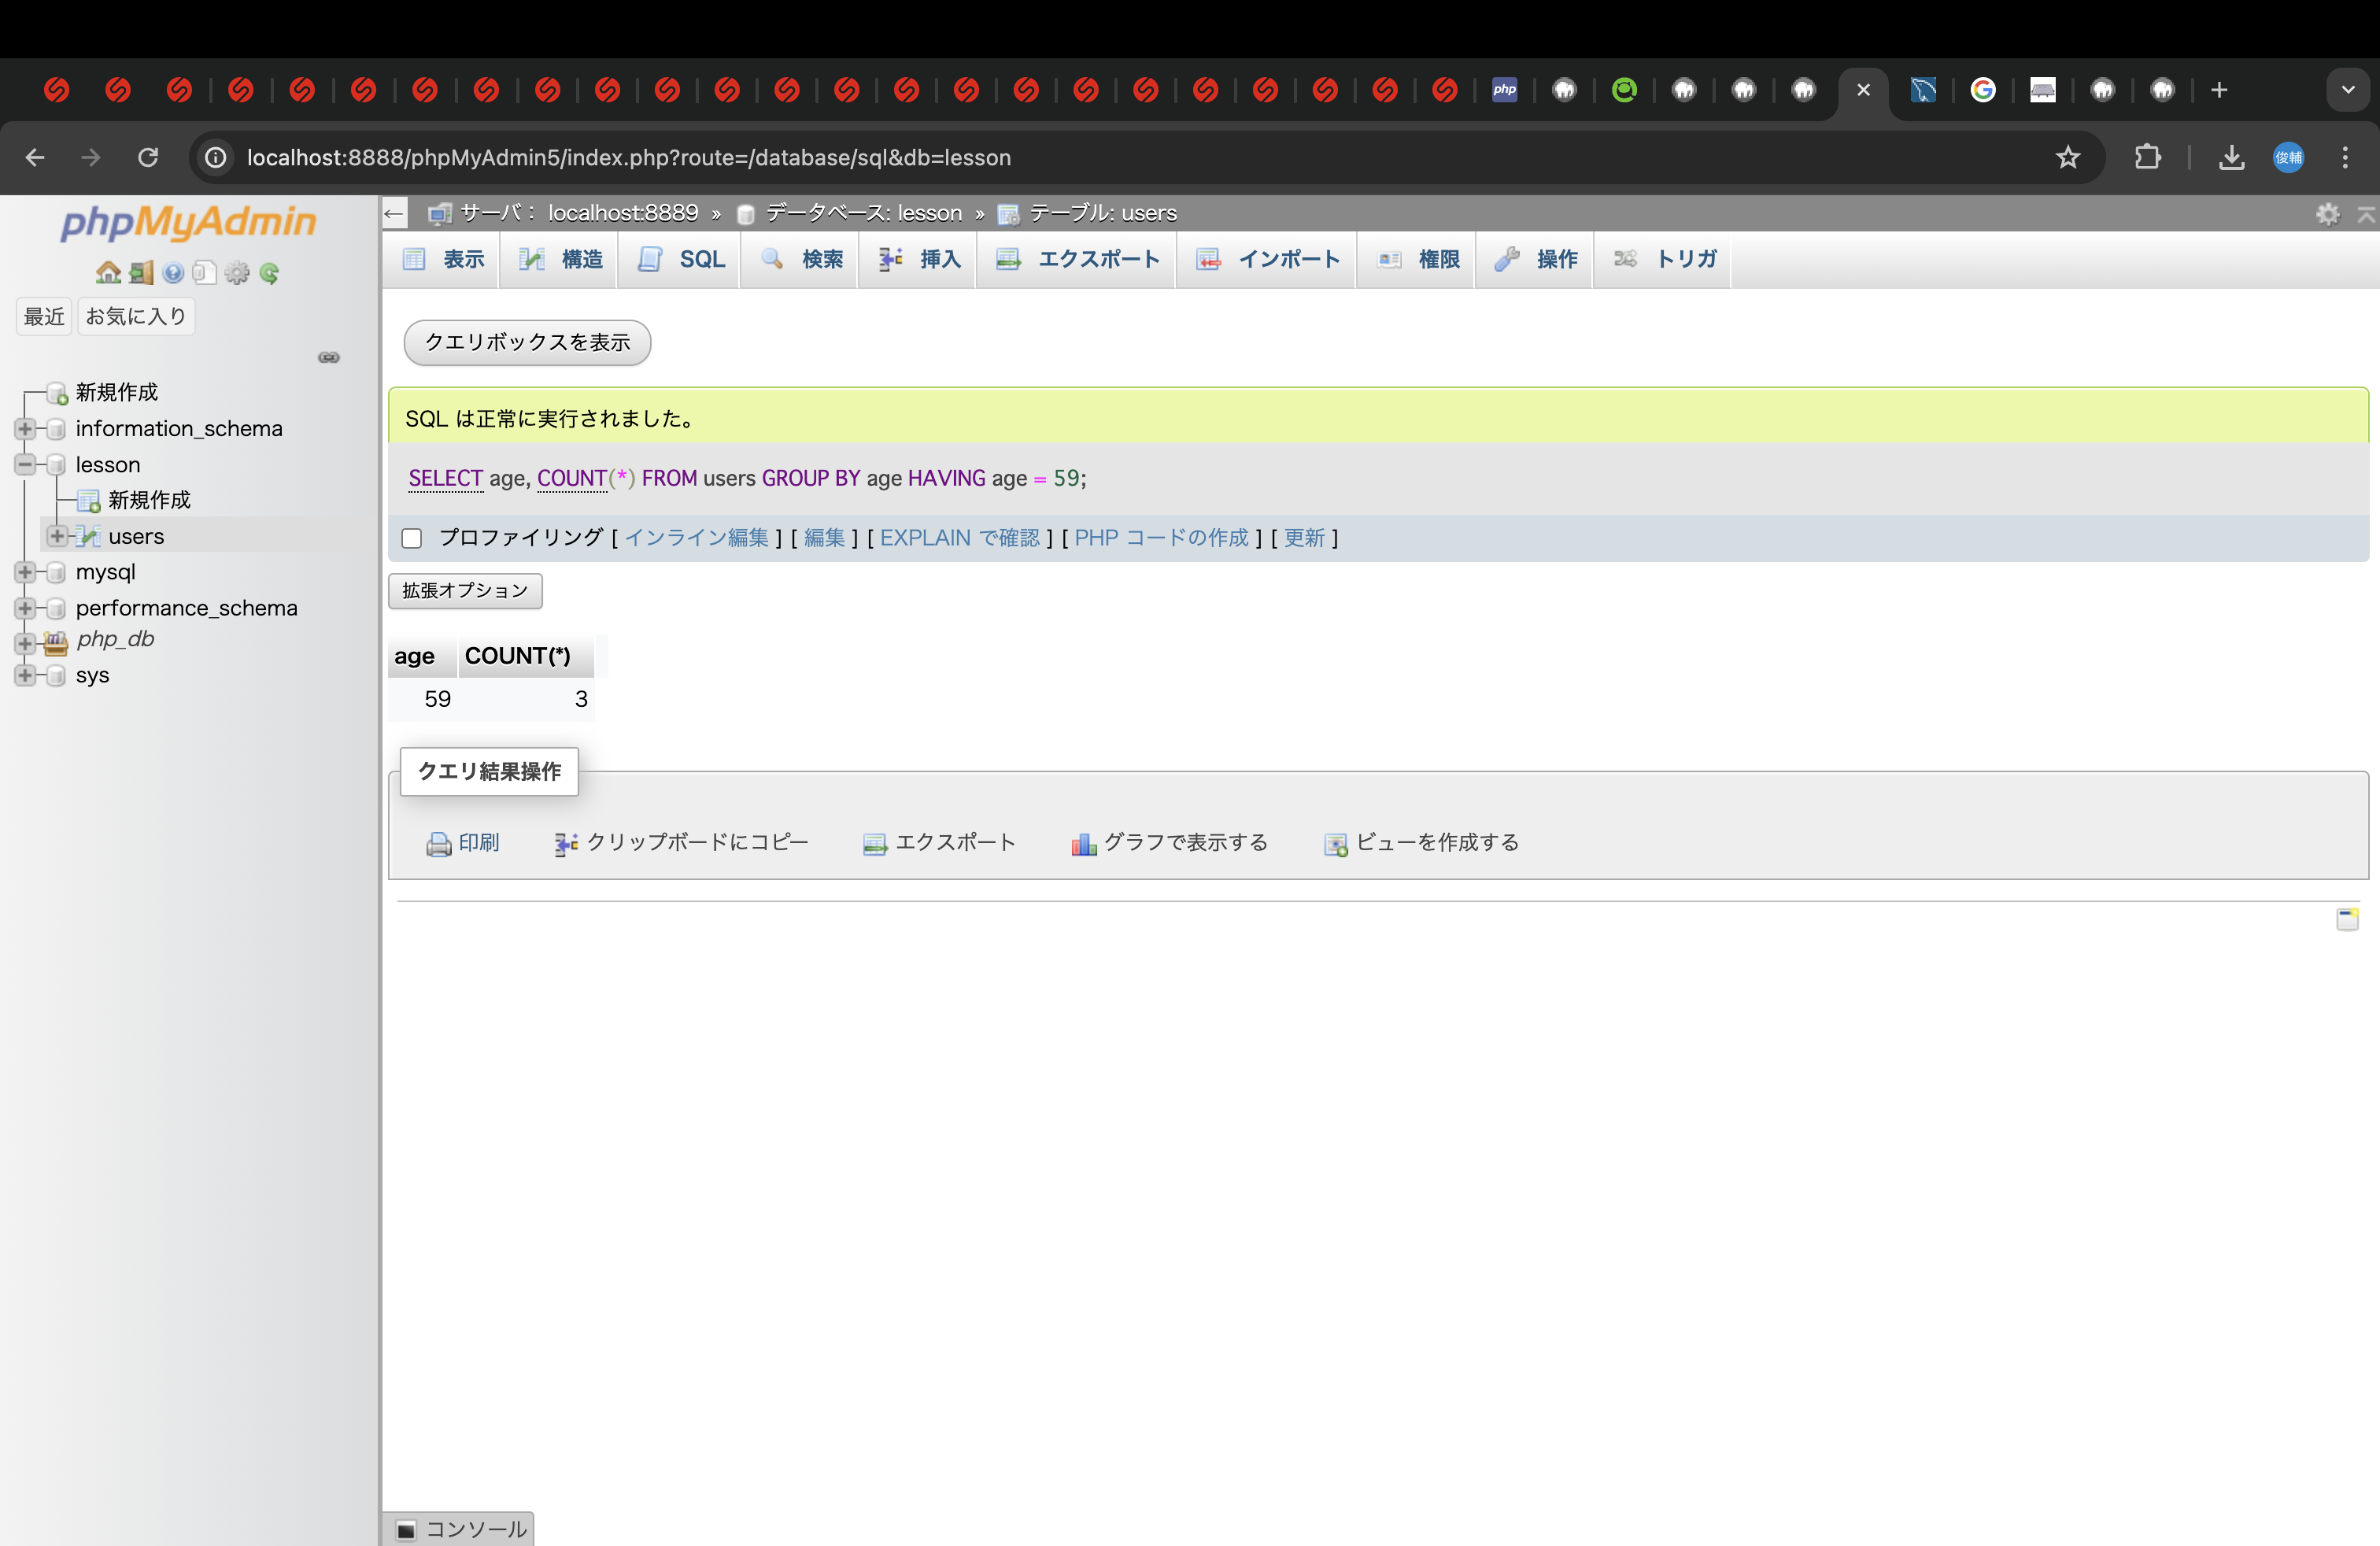 php
localhost:8888/phpMyAdmin5/index.php?route=/database/sql&db=lesson
俊輔
phpMyAdmin
最近 お気に入り
新規作成
information_schema
lesson
新規作成
users
mysql
performance_schema
php_db
sys
サーバ： localhost:8889 » データベース: lesson » テーブル: users
表示 構造 SQL 検索 挿入 エクスポート インポート 権限 操作 トリガ
クエリボックスを表示
SQL は正常に実行されました。
SELECT age, COUNT(*) FROM users GROUP BY age HAVING age = 59;
プロファイリング [ インライン編集 ] [ 編集 ] [ EXPLAIN で確認 ] [ PHP コードの作成 ] [ 更新 ]
拡張オプション
age COUNT(*)
59 3
クエリ結果操作
印刷 クリップボードにコピー エクスポート グラフで表示する ビューを作成する
コンソール